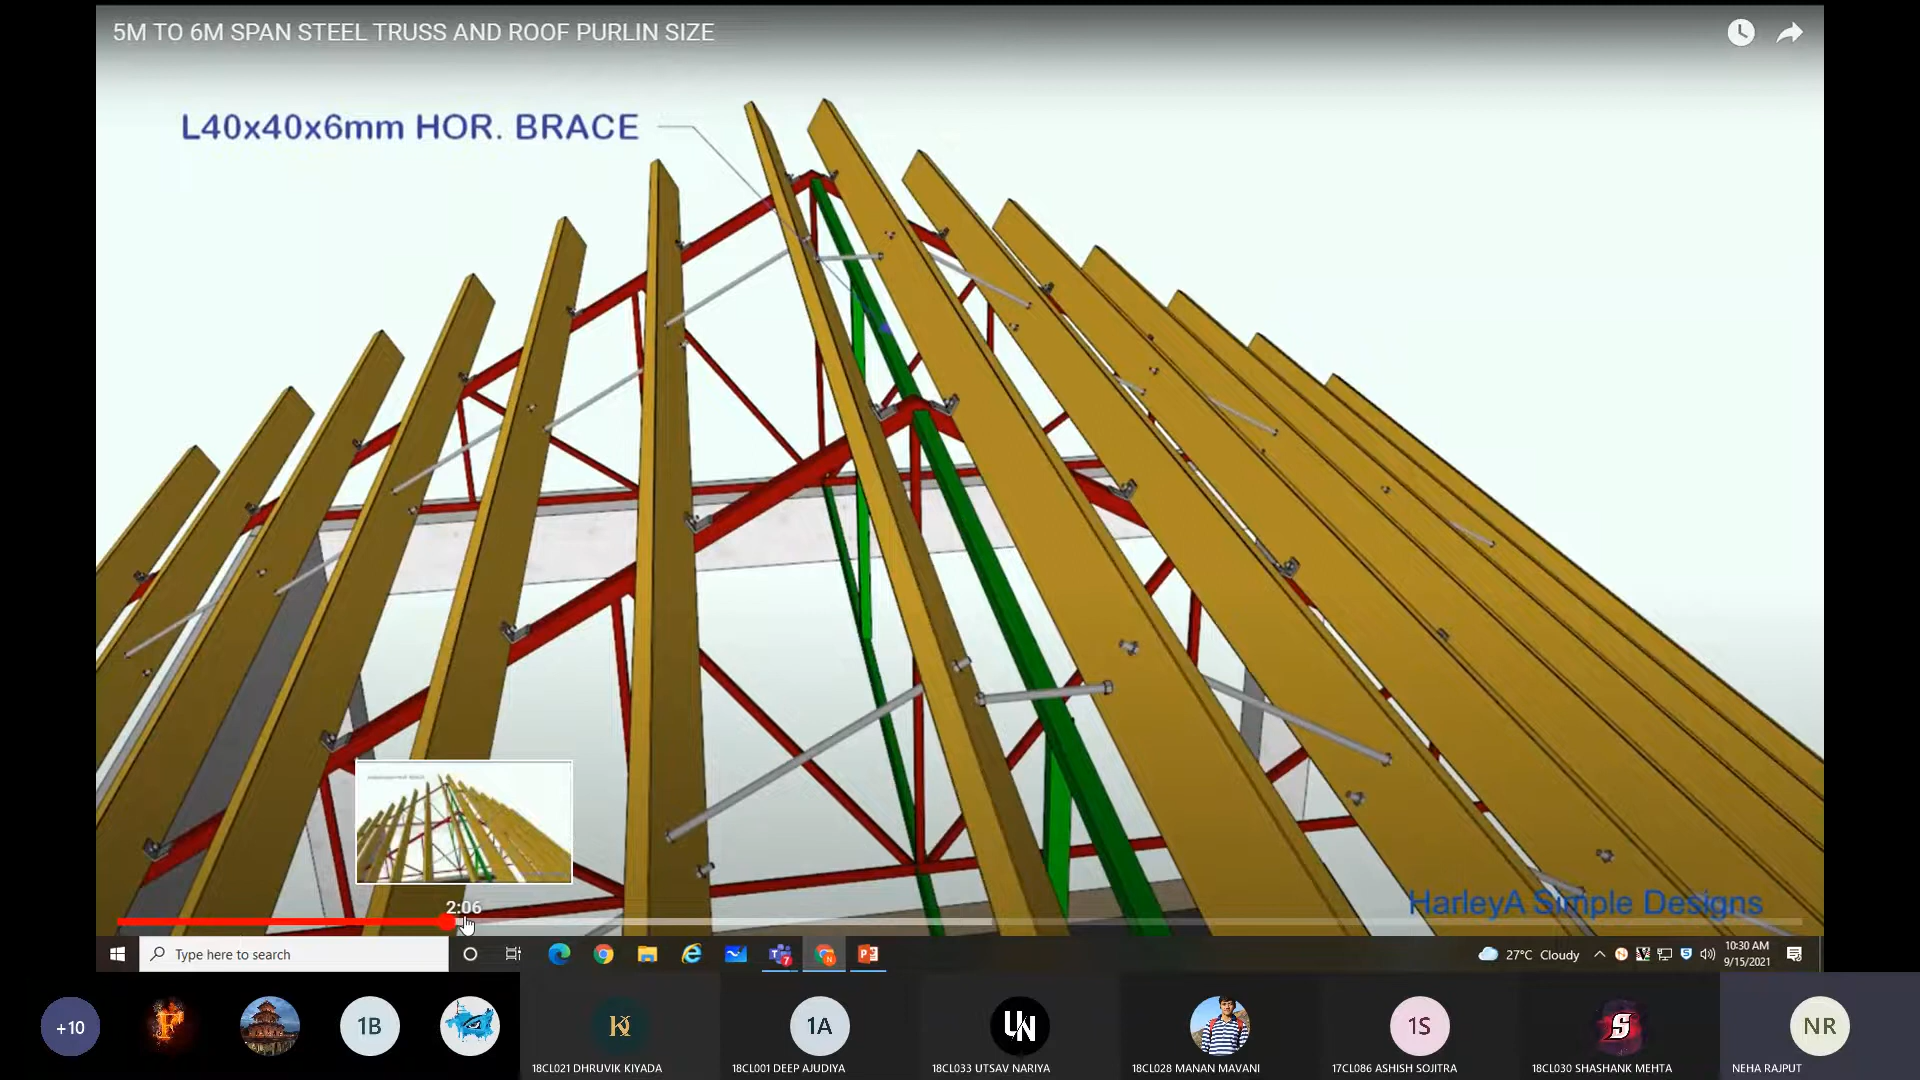 5M TO 6M SPAN STEEL TRUSS AND ROOF PURLIN SIZE
L40x40x6mm HOR. BRACE
2:06
HarleyA Simple Designs
Type here to search
7
N
27°C Cloudy
10:30 AM
9/15/2021
+10
1B
1A
UN
1S
S
NR
18CL021 DHRUVIK KIYADA
18CL001 DEEP AJUDIYA
18CL033 UTSAV NARIYA
18CL028 MANAN MAVANI
17CL086 ASHISH SOJITRA
18CL030 SHASHANK MEHTA
NEHA RAJPUT